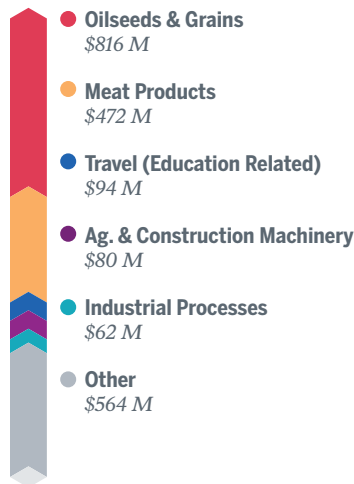 Oilseeds & Grains
$816 M
Meat Products
$472 M
Travel (Education Related)
$94 M
Ag. & Construction Machinery
$80 M
Industrial Processes
$62 M
Other
$564 M